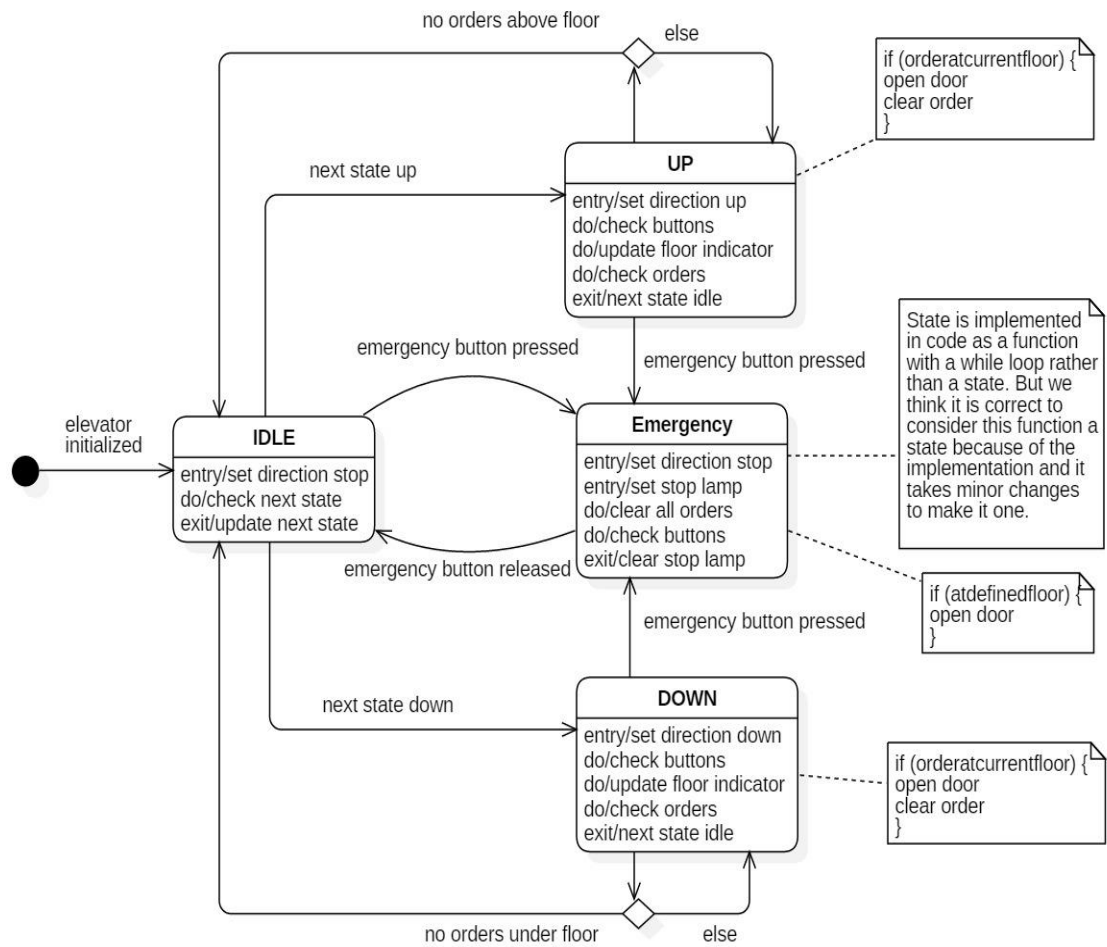 no orders above floor
else
if (orderatcurrentfloor) {
open door
clear order
}
UP
entry/set direction up
do/check buttons
do/update floor indicator
do/check orders
exit/next state idle
next state up
emergency button pressed
emergency button pressed
State is implemented
in code as a function
with a while loop rather
than a state. But we
think it is correct to
consider this function a
state because of the
implementation and it
takes minor changes
to make it one.
elevator
initialized
IDLE
entry/set direction stop
do/check next state
exit/update next state
Emergency
entry/set direction stop
entry/set stop lamp
do/clear all orders
do/check buttons
exit/clear stop lamp
emergency button released
if (atdefinedfloor) {
open door
}
emergency button pressed
next state down
DOWN
entry/set direction down
do/check buttons
do/update floor indicator
do/check orders
exit/next state idle
if (orderatcurrentfloor) {
open door
clear order
}
no orders under floor
else